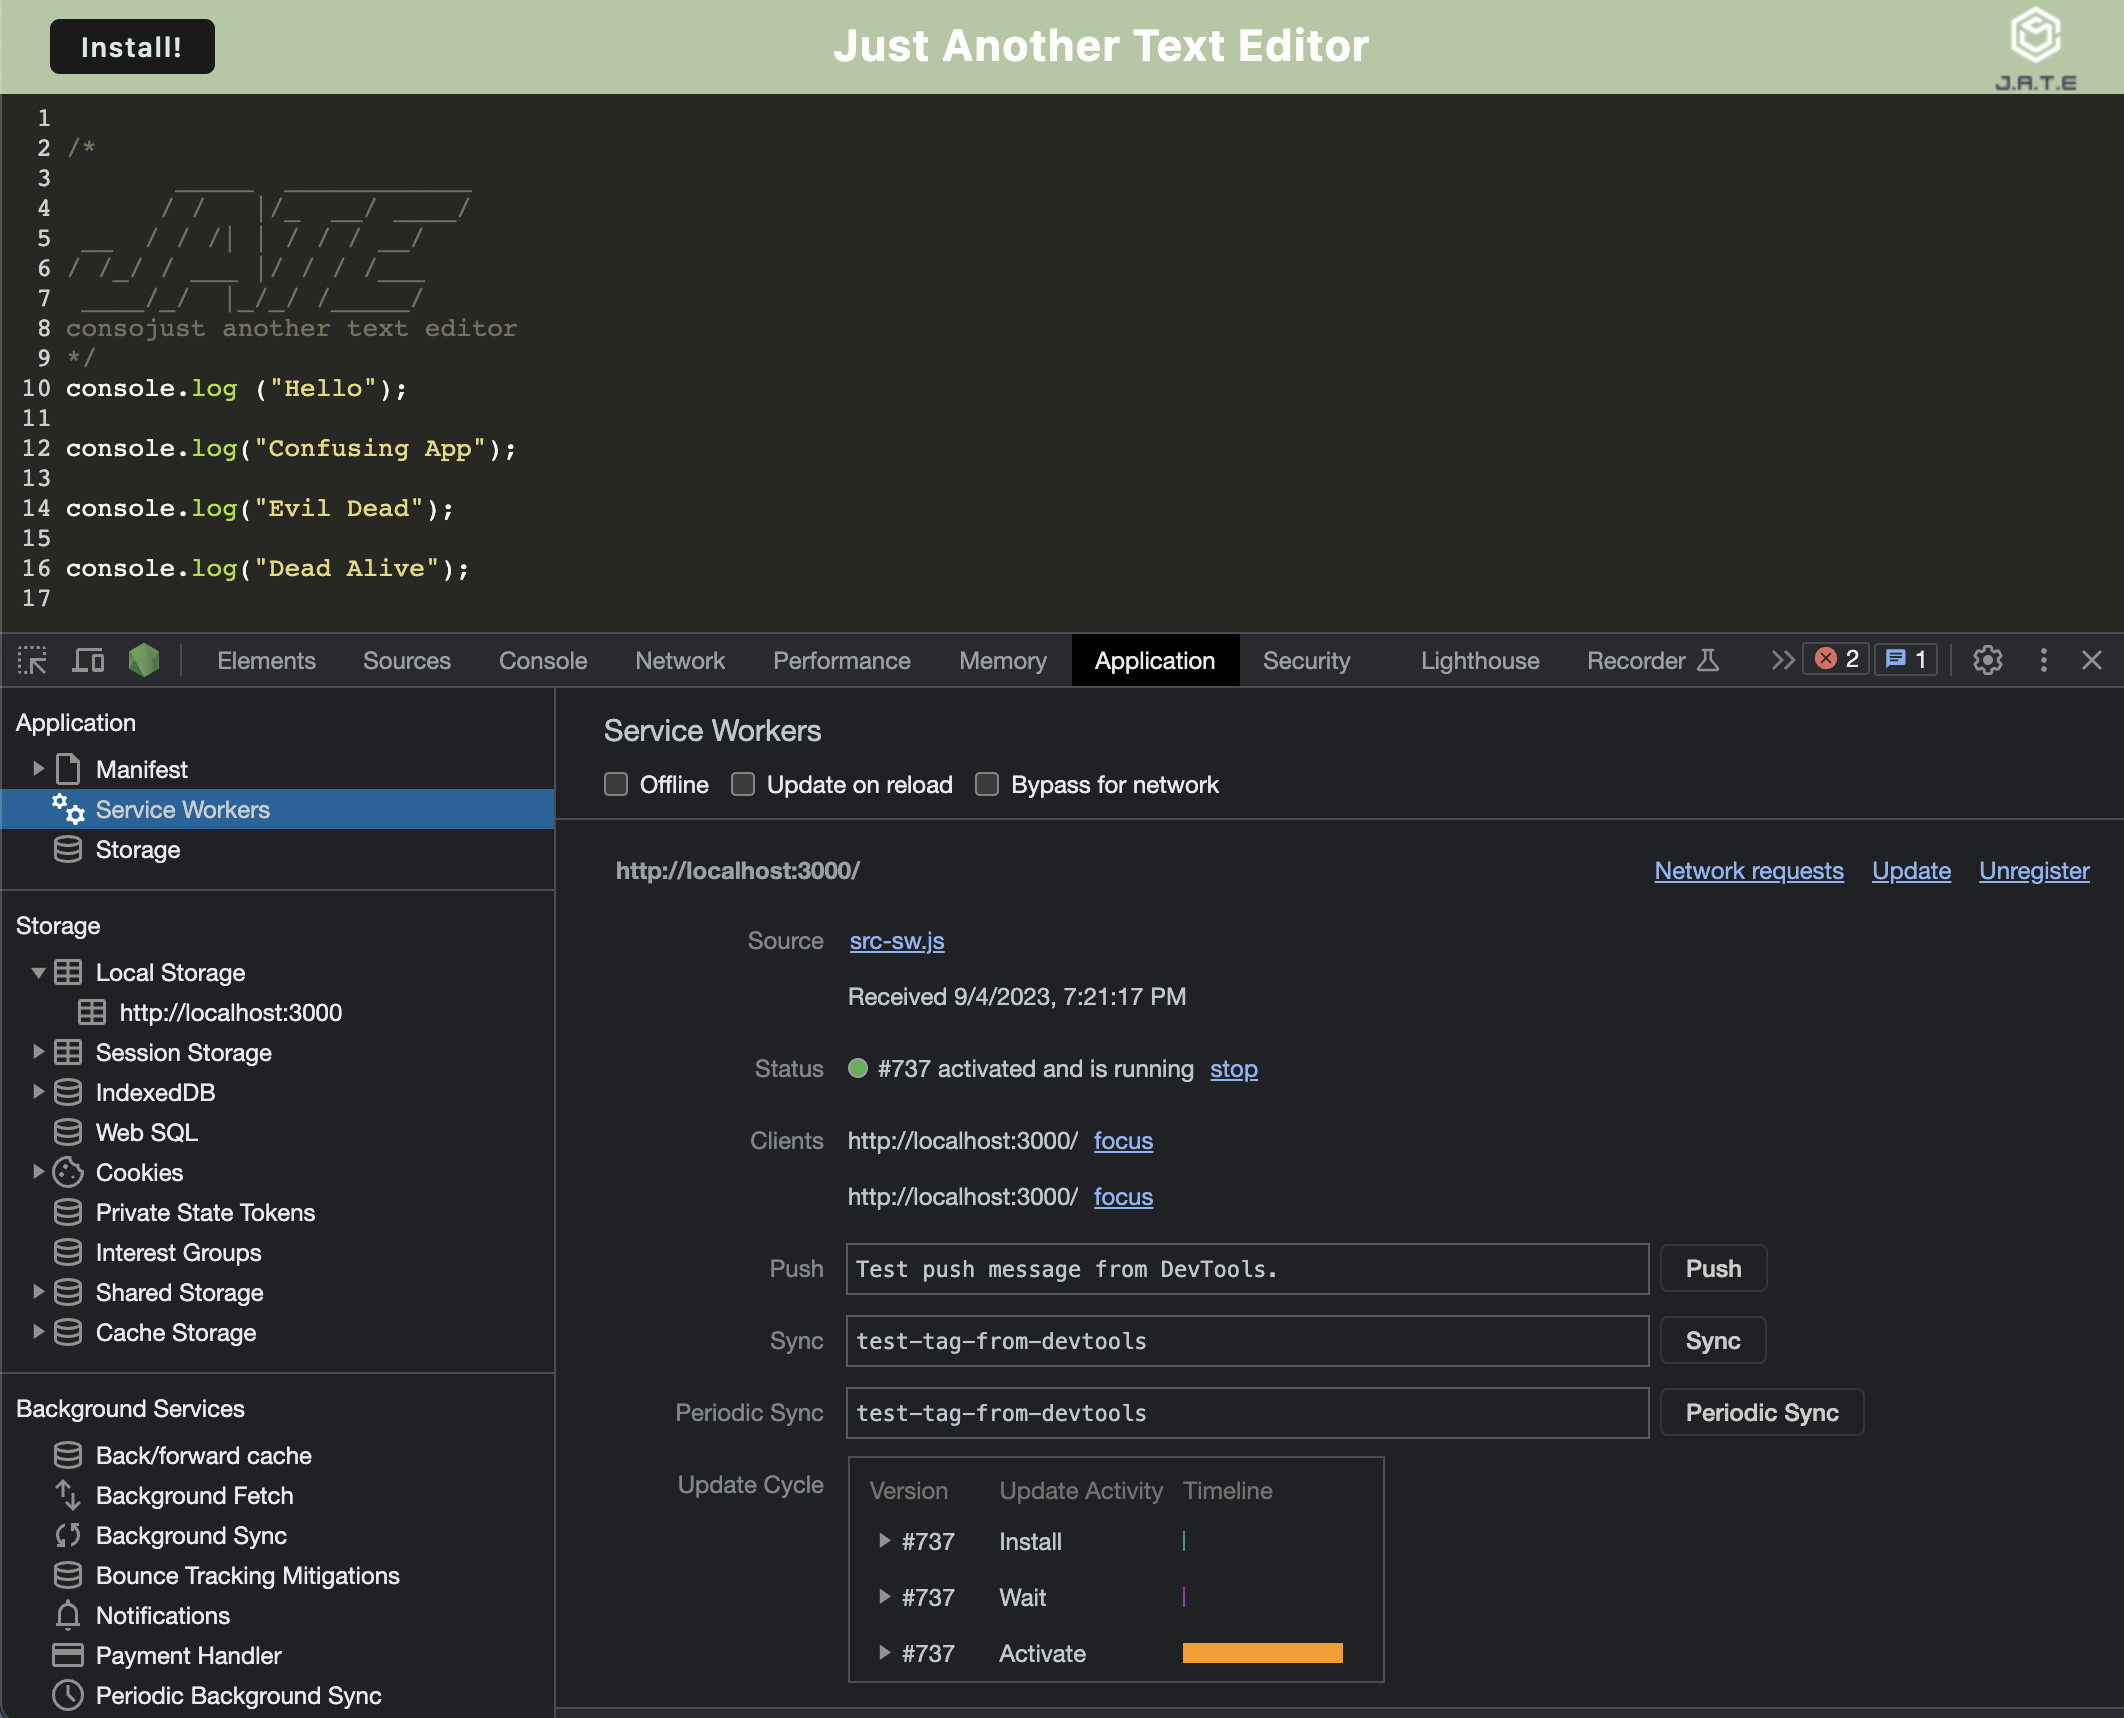 Install!
Just Another Text Editor
J.A.T.E
1
2 /*
3        _____  ____________
4       / /   |/_  __/ ____/
5  __  / / /| | / / / __/
6 / /_/ / ___ |/ / / /___
7  ____/_/  |_/_/ /_____/
8 consojust another text editor
9 */
10 console.log ("Hello");
11
12 console.log("Confusing App");
13
14 console.log("Evil Dead");
15
16 console.log("Dead Alive");
17
Elements Sources Console Network Performance Memory Application Security Lighthouse Recorder 2 1
Application
Manifest
Service Workers
Storage
Storage
Local Storage
http://localhost:3000
Session Storage
IndexedDB
Web SQL
Cookies
Private State Tokens
Interest Groups
Shared Storage
Cache Storage
Background Services
Back/forward cache
Background Fetch
Background Sync
Bounce Tracking Mitigations
Notifications
Payment Handler
Periodic Background Sync
Service Workers
Offline Update on reload Bypass for network
http://localhost:3000/ Network requests Update Unregister
Source src-sw.js
Received 9/4/2023, 7:21:17 PM
Status #737 activated and is running stop
Clients http://localhost:3000/ focus
http://localhost:3000/ focus
Push Test push message from DevTools. Push
Sync test-tag-from-devtools Sync
Periodic Sync test-tag-from-devtools Periodic Sync
Update Cycle Version Update Activity Timeline
#737 Install
#737 Wait
#737 Activate